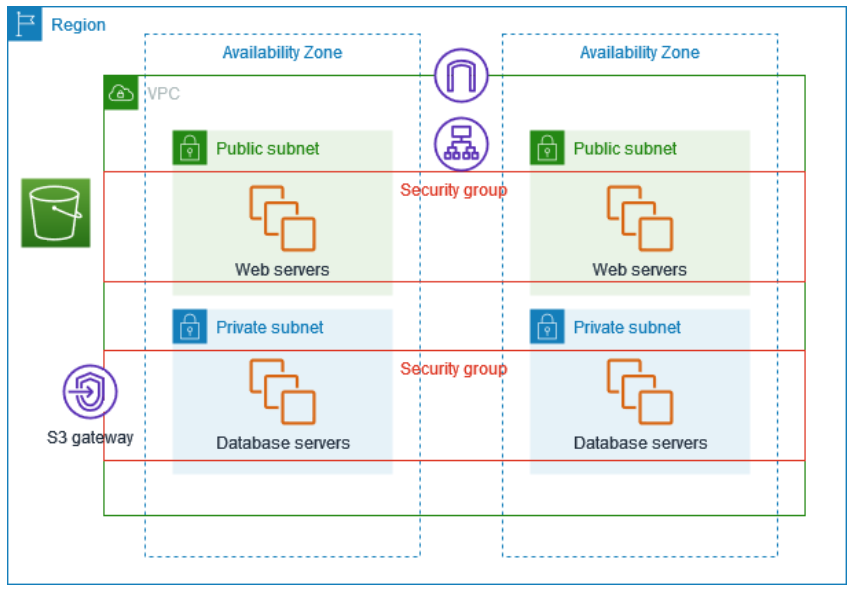 Region
Availability Zone
Availability Zone
VPC
Public subnet
Public subnet
Security group
Web servers
Web servers
Private subnet
Private subnet
Security group
S3 gateway
Database servers
Database servers